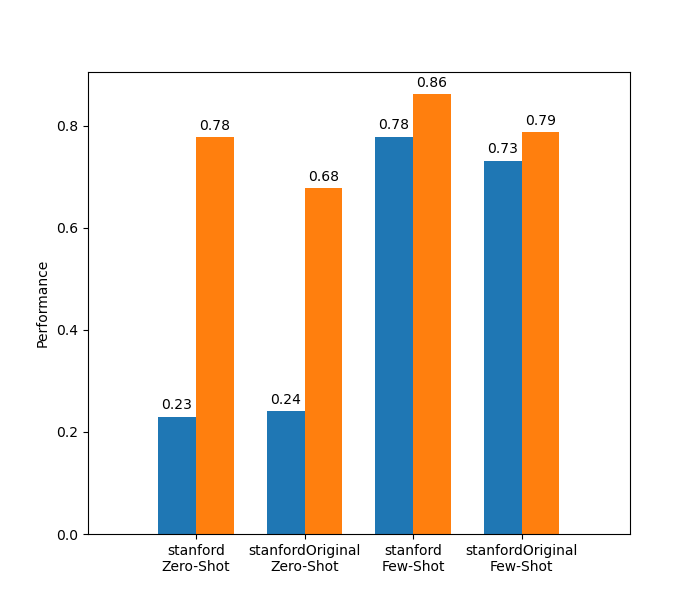 0.86
0.8
0.78
0.78
0.79
0.73
0.68
0.6
Performance
0.4
0.23
0.24
0.2
0.0
stanford
Zero-Shot
stanfordOriginal
Zero-Shot
stanford
Few-Shot
stanfordOriginal
Few-Shot